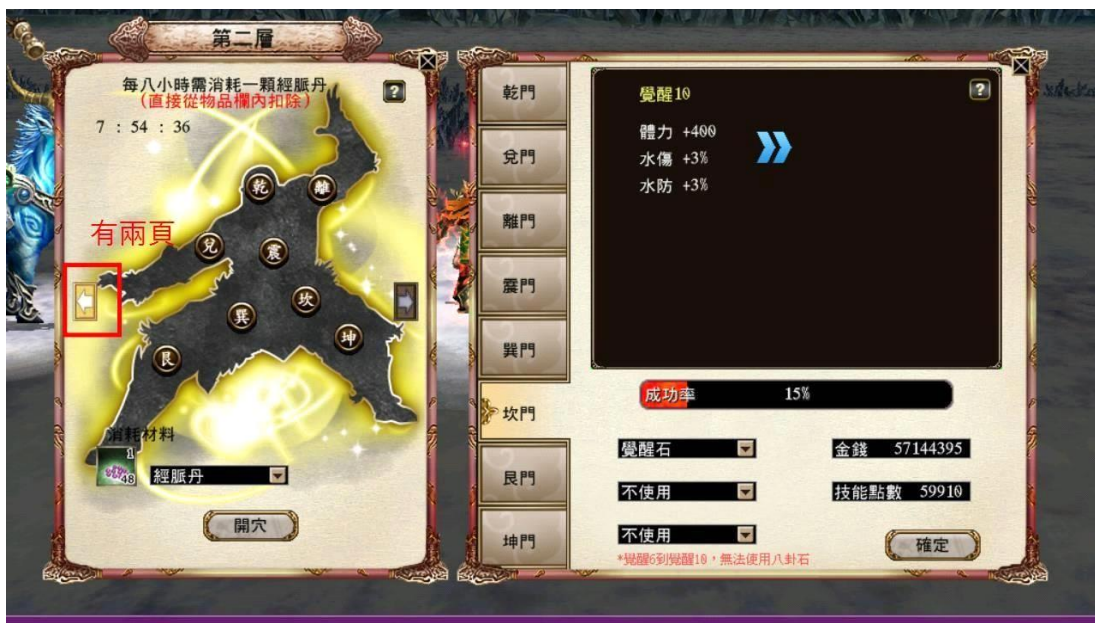 第二層
每八小時需消耗一顆經脈丹
(直接從物品欄內扣除)
?
7 : 54 : 36
有兩頁
乾
離
兌
震
坎
巽
坤
艮
消耗材料
1
48
經脈丹
開穴
乾門
兌門
離門
震門
巽門
坎門
艮門
坤門
覺醒10
?
體力 +400
水傷 +3%
水防 +3%
成功率 15%
覺醒石
金錢 57144395
不使用
技能點數 59910
不使用
*覺醒6到覺醒10，無法使用八卦石
確定